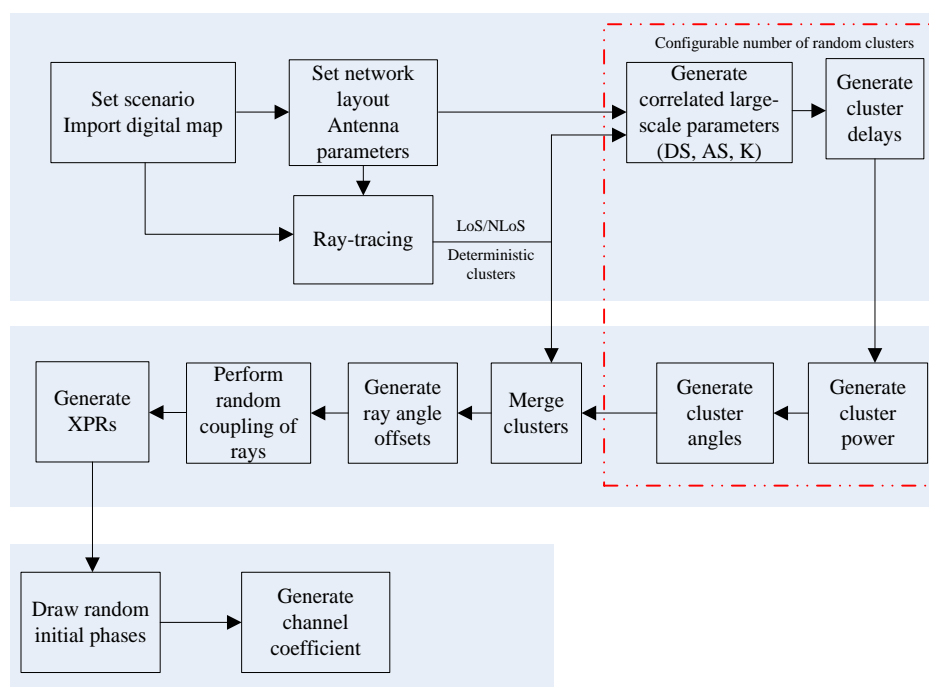 Configurable number of random clusters
Set scenario
Import digital map
Set network
layout
Antenna
parameters
Generate
correlated large-
scale parameters
(DS, AS, K)
Generate
cluster
delays
Ray-tracing
LoS/NLoS
Deterministic
clusters
Generate
XPRs
Perform
random
coupling of
rays
Generate
ray angle
offsets
Merge
clusters
Generate
cluster
angles
Generate
cluster
power
Draw random
initial phases
Generate
channel
coefficient